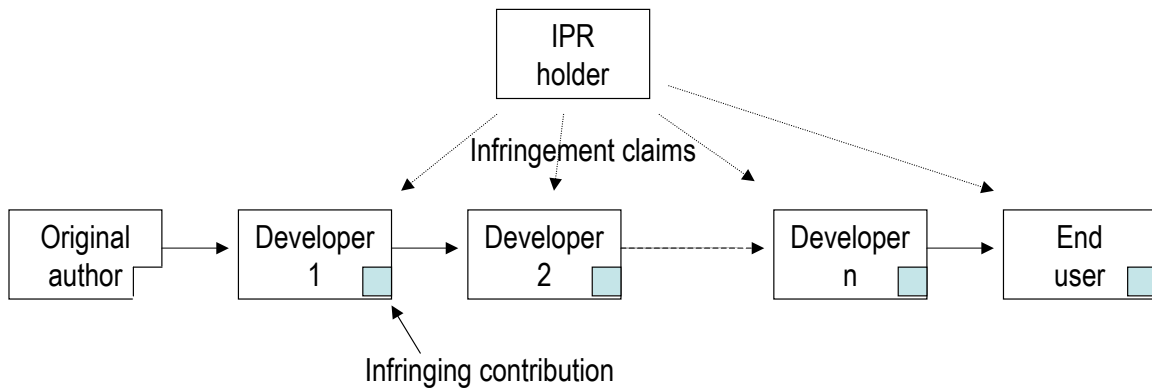 IPR
holder
Infringement claims
Original
author
Developer
1
Developer
2
Developer
n
End
user
Infringing contribution